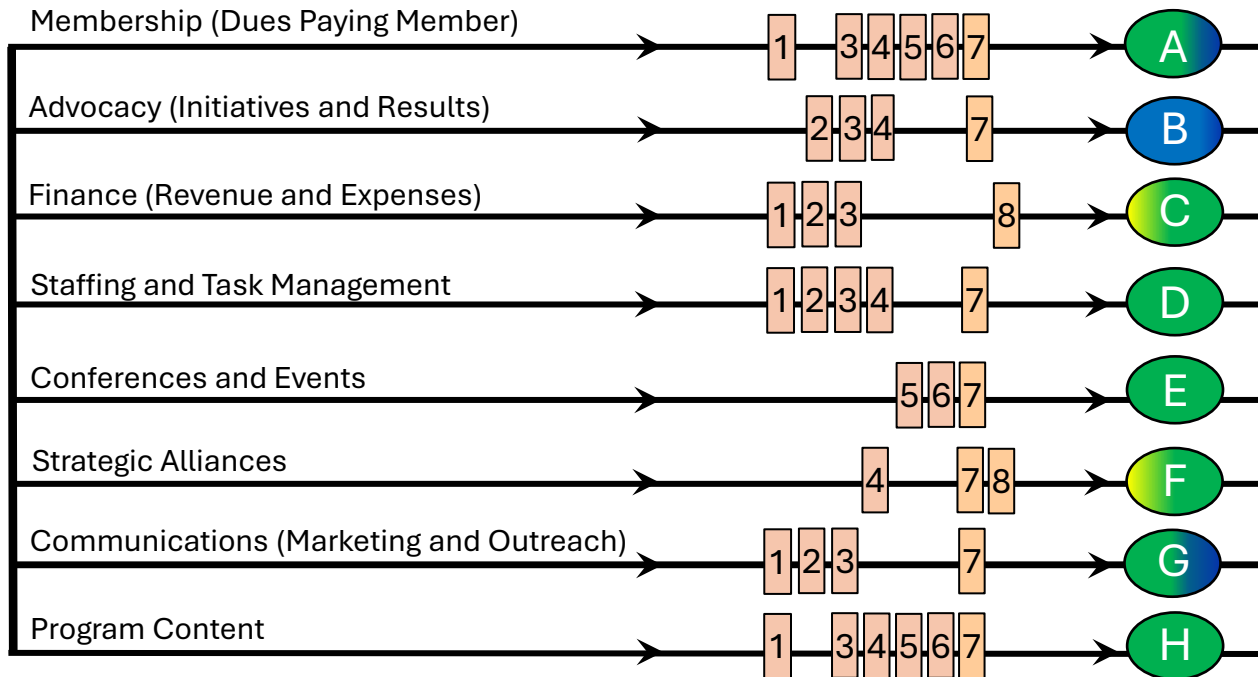 Membership (Dues Paying Member)
1 3 4 5 6 7 A
Advocacy (Initiatives and Results)
2 3 4 7 B
Finance (Revenue and Expenses)
1 2 3 8 C
Staffing and Task Management
1 2 3 4 7 D
Conferences and Events
5 6 7 E
Strategic Alliances
4 7 8 F
Communications (Marketing and Outreach)
1 2 3 7 G
Program Content
1 3 4 5 6 7 H